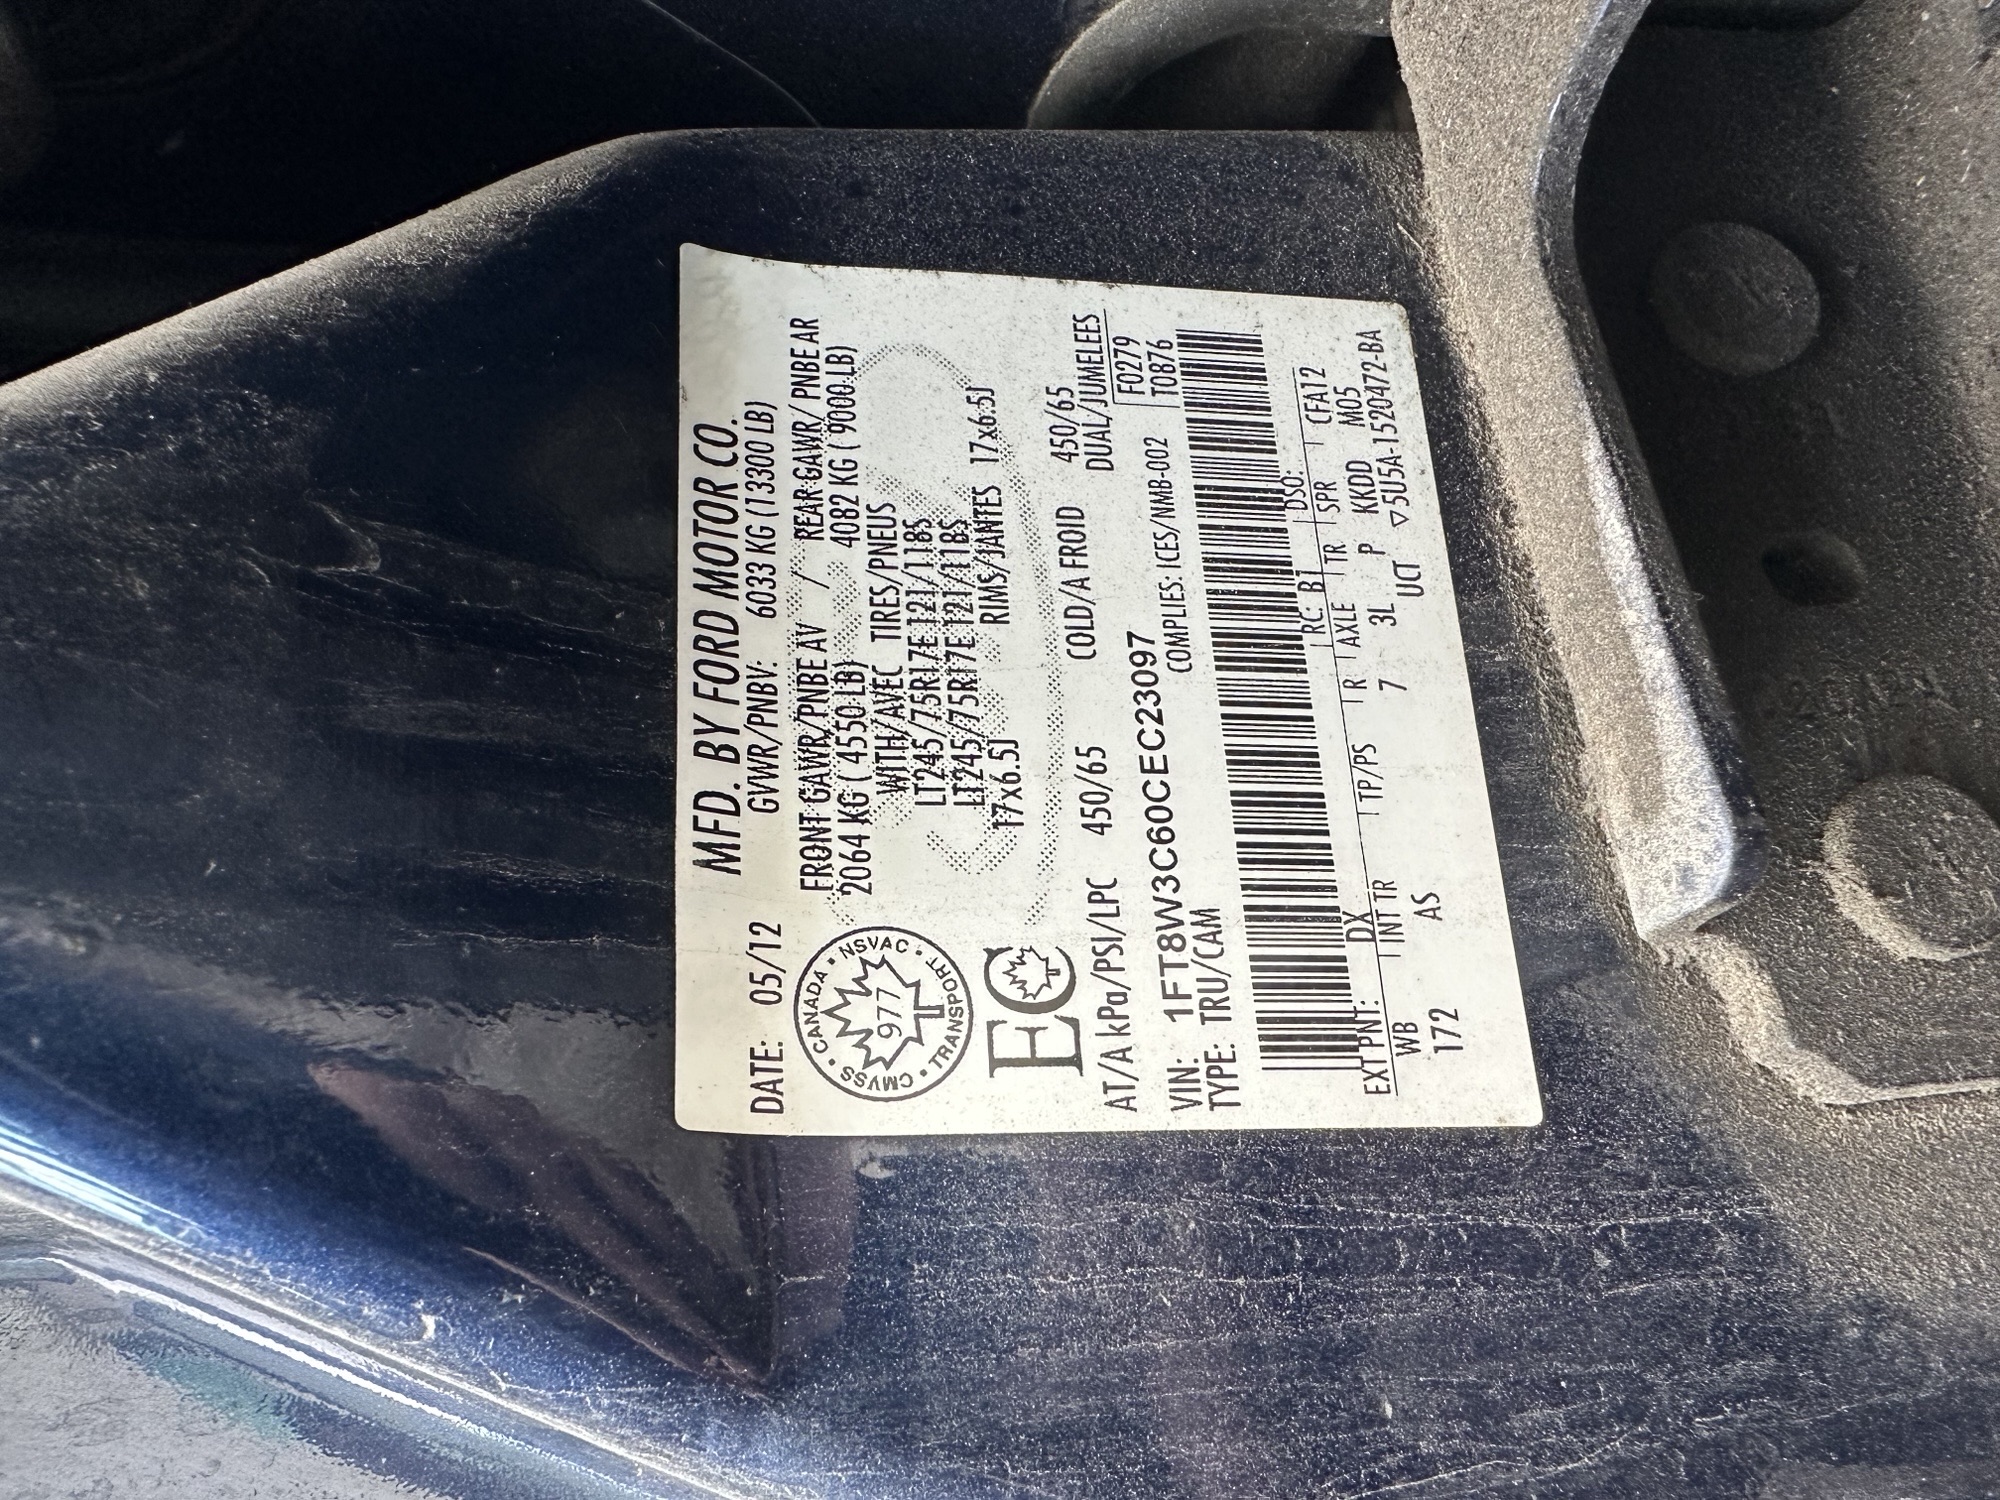 MFD. BY FORD MOTOR CO.
DATE: 05/12
GVWR/PNBV: 6033 KG (13300 LB)
FRONT GAWR/PNBE AV / REAR GAWR/PNBE AR
2064 KG ( 4550 LB) 4082 KG ( 9000 LB)
WITH/AVEC TIRES/PNEUS
LT245/75R17E 121/118S
LT245/75R17E 121/118S
17x6.5J RIMS/JANTES 17x6.5J
CANADA • NSVAC • TRANSPORT • CMVSS •
977
EC
COLD/A FROID
AT/A kPa/PSI/LPC 450/65 450/65
DUAL/JUMELEES
VIN: 1FT8W3C60CEC23097
F0279
TYPE: TRU/CAM COMPLIES: ICES/NMB-002 T0876
EXT PNT: DX RC: B1 DSO:
WB INT TR TP/PS R AXLE TR SPR CFA12
172 AS 7 3L P KKDD M05
UCT ▽5U5A-1520472-BA